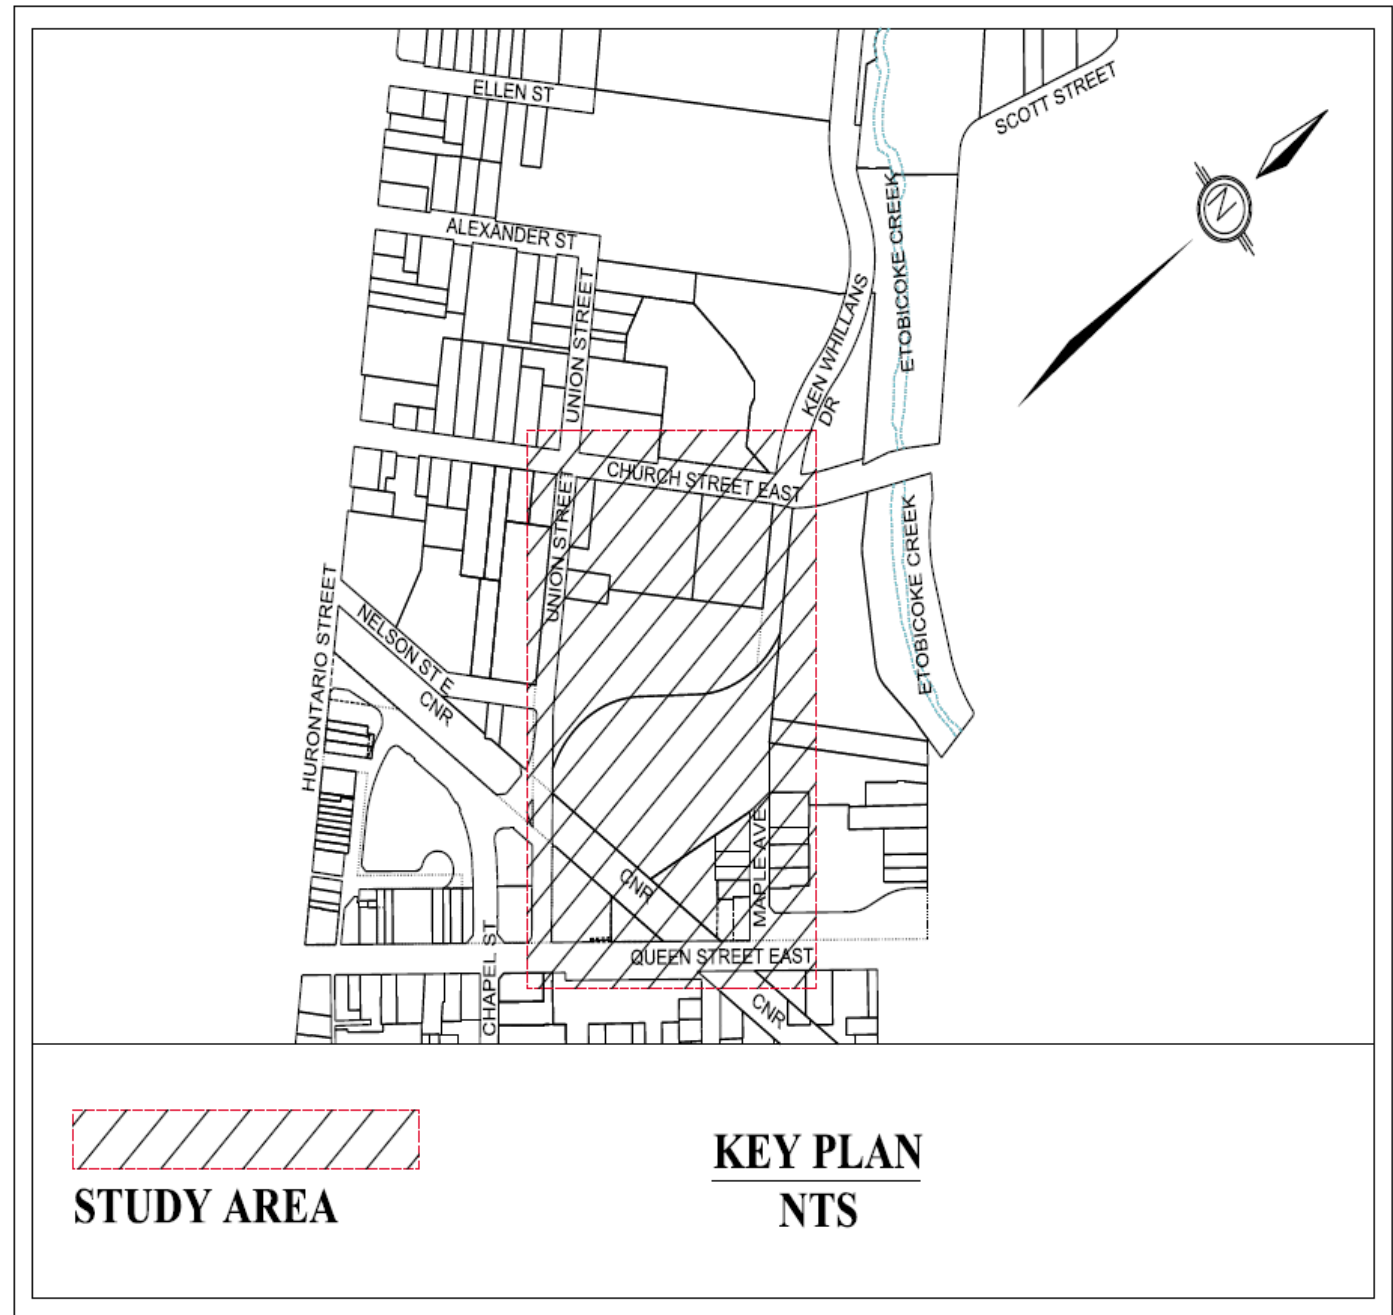 ELLEN ST
SCOTT STREET
ALEXANDER ST
ETOBICOKE CREEK
N
UNION STREET
KEN WHILLANS
DR
CHURCH STREET EAST
UNION STREET
ETOBICOKE CREEK
HURONTARIO STREET
NELSON ST E
CNR
CNR
MAPLE AVE
QUEEN STREET EAST
CHAPEL ST
CNR
STUDY AREA
KEY PLAN
NTS